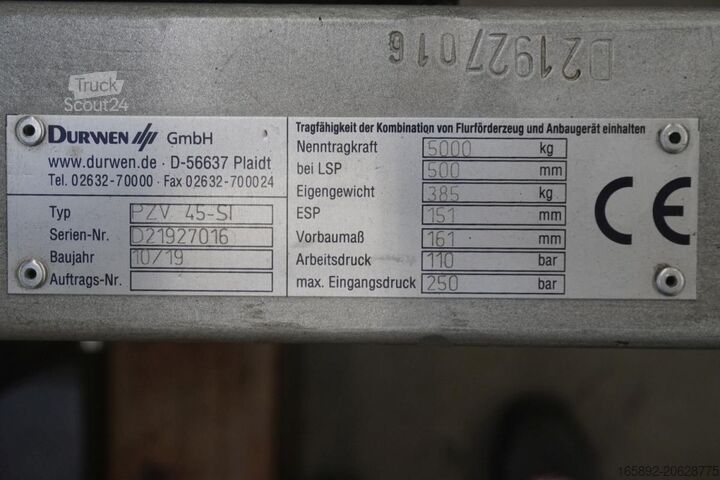 D21927016
Truck
Scout24
DURWEN GmbH
www.durwen.de · D-56637 Plaidt
Tel. 02632-70000 · Fax 02632-700024
Typ PZV 45-SI
Serien-Nr. D21927016
Baujahr 10/19
Auftrags-Nr.
Tragfähigkeit der Kombination von Flurförderzeug und Anbaugerät einhalten
Nenntragkraft 5000 kg
bei LSP 500 mm
Eigengewicht 385 kg
ESP 151 mm
Vorbaumaß 161 mm
Arbeitsdruck 110 bar
max. Eingangsdruck 250 bar
CE
165892-20628775